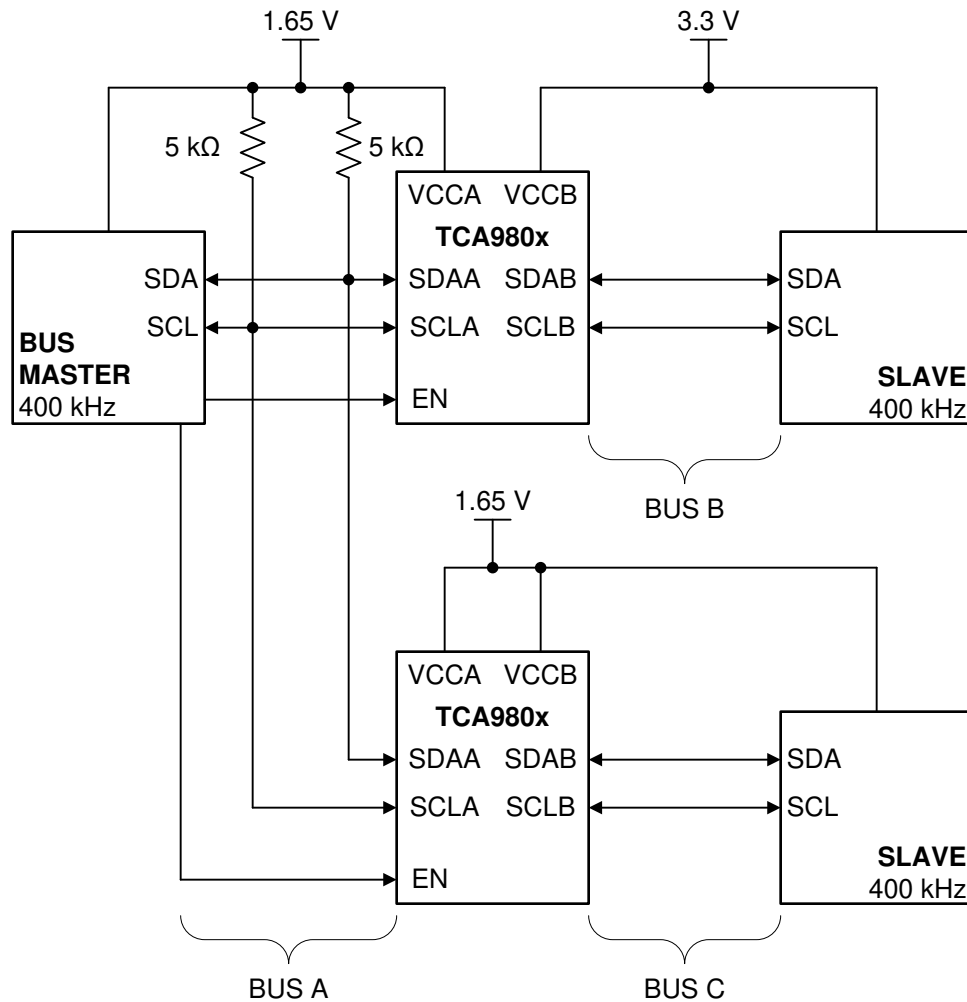 1.65 V
3.3 V
5 kΩ
5 kΩ
VCCA VCCB
TCA980x
SDA
SCL
BUS
MASTER
400 kHz
SDAA SDAB
SCLA SCLB
EN
SDA
SCL
SLAVE
400 kHz
BUS B
1.65 V
VCCA VCCB
TCA980x
SDAA SDAB
SCLA SCLB
EN
SDA
SCL
SLAVE
400 kHz
BUS A
BUS C